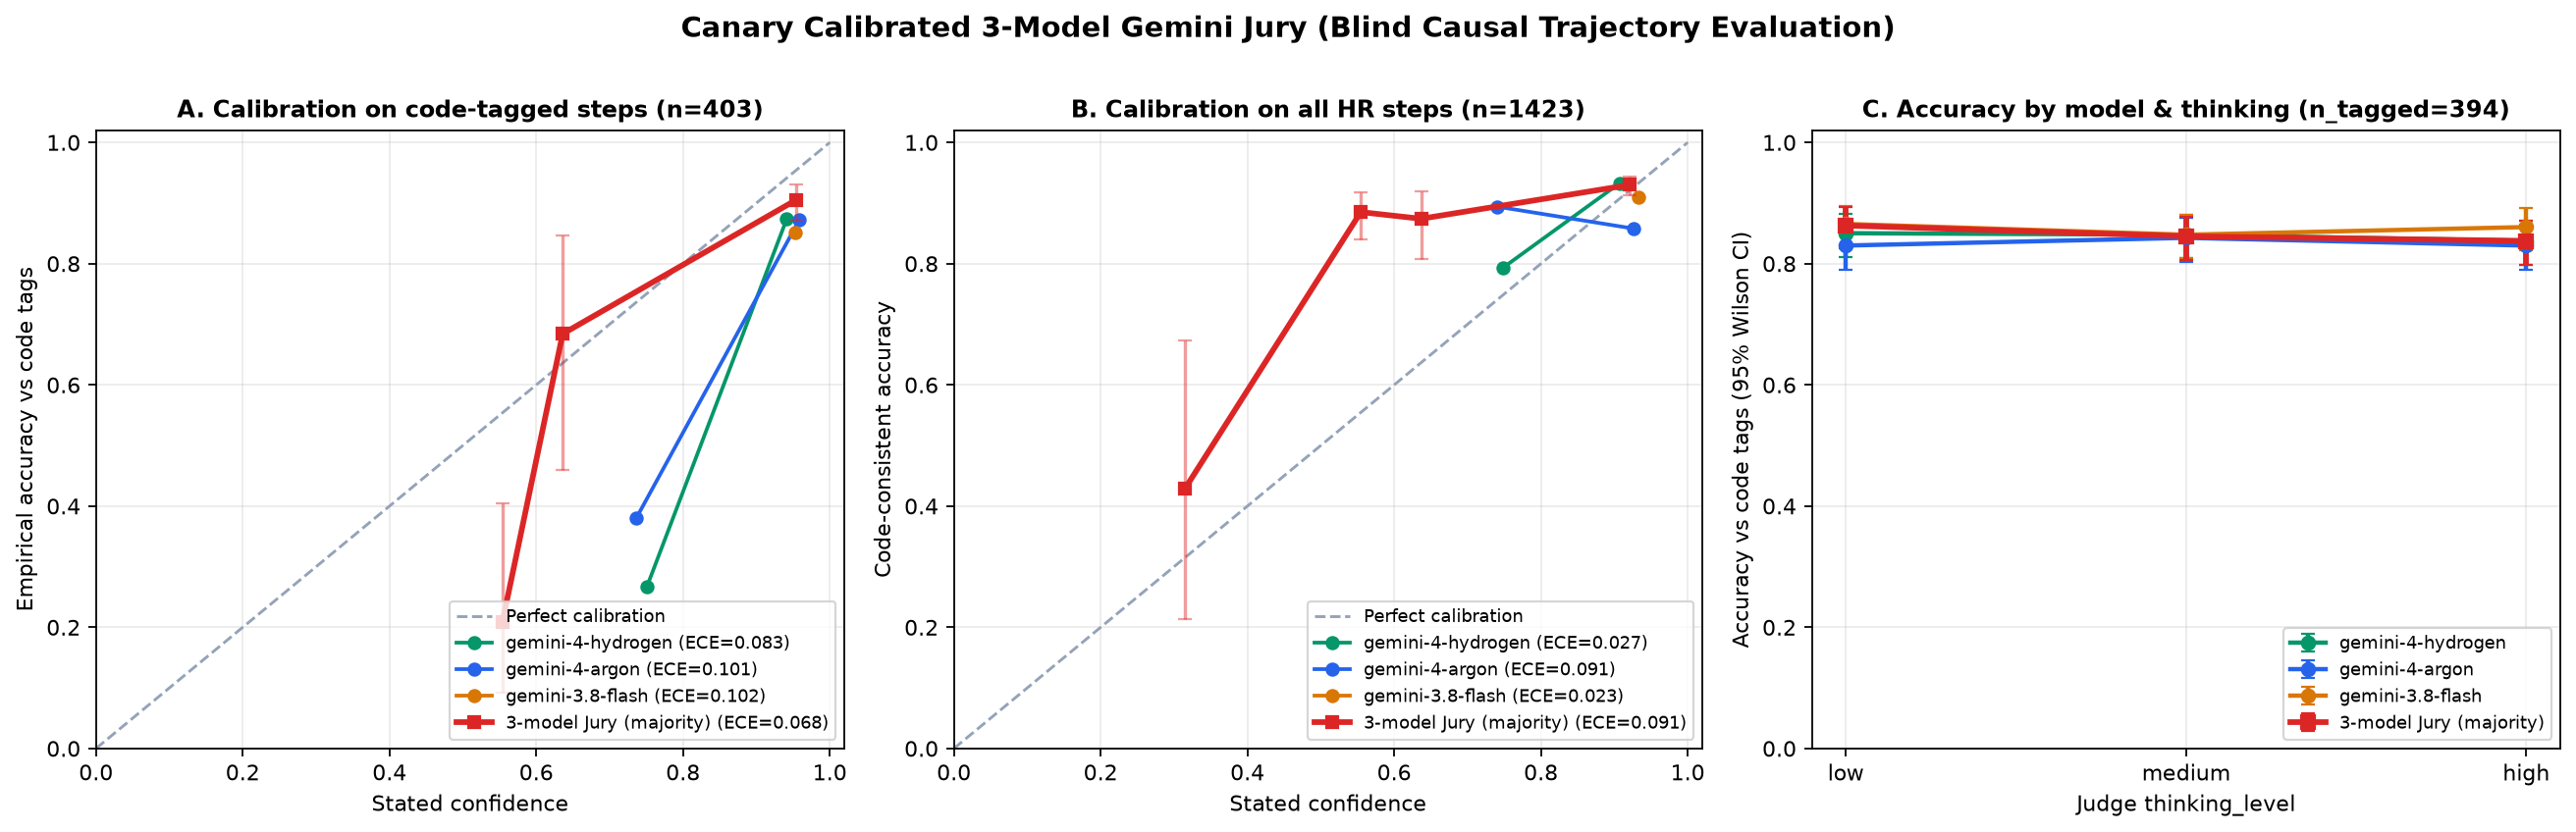 Canary Calibrated 3-Model Gemini Jury (Blind Causal Trajectory Evaluation)
A. Calibration on code-tagged steps (n=403)
Empirical accuracy vs code tags
1.0
0.8
0.6
0.4
0.2
0.0
0.0 0.2 0.4 0.6 0.8 1.0
Stated confidence
Perfect calibration
gemini-4-hydrogen (ECE=0.083)
gemini-4-argon (ECE=0.101)
gemini-3.8-flash (ECE=0.102)
3-model Jury (majority) (ECE=0.068)
B. Calibration on all HR steps (n=1423)
Code-consistent accuracy
1.0
0.8
0.6
0.4
0.2
0.0
0.0 0.2 0.4 0.6 0.8 1.0
Stated confidence
Perfect calibration
gemini-4-hydrogen (ECE=0.027)
gemini-4-argon (ECE=0.091)
gemini-3.8-flash (ECE=0.023)
3-model Jury (majority) (ECE=0.091)
C. Accuracy by model & thinking (n_tagged=394)
Accuracy vs code tags (95% Wilson CI)
1.0
0.8
0.6
0.4
0.2
0.0
low medium high
Judge thinking_level
gemini-4-hydrogen
gemini-4-argon
gemini-3.8-flash
3-model Jury (majority)